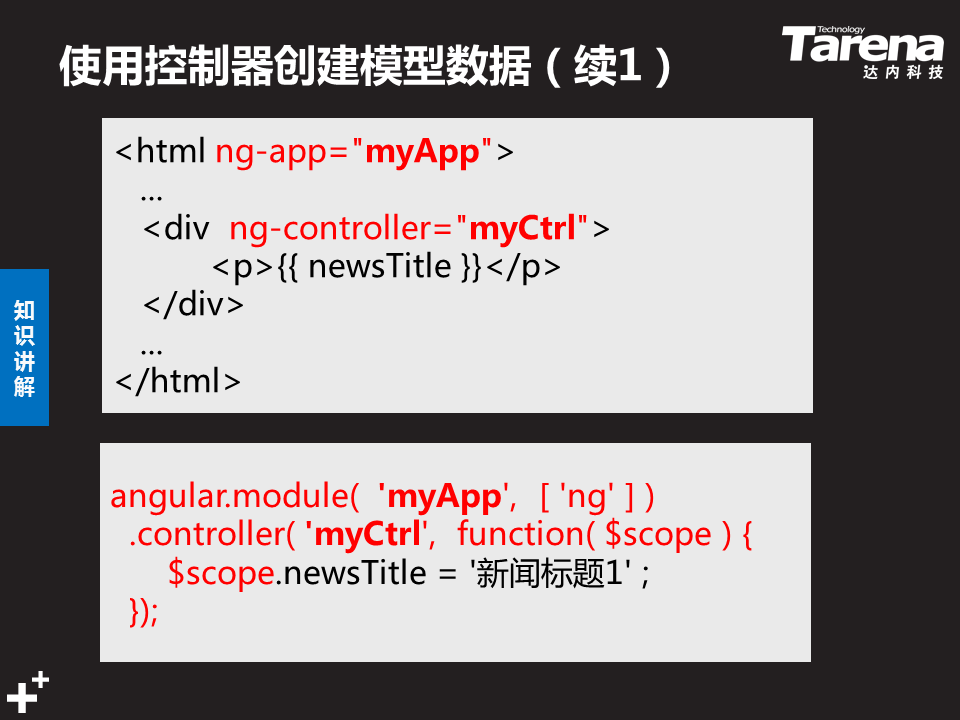 使用控制器创建模型数据（续1）
Technology
Tarena
达内科技
<html ng-app="myApp">
...
<div  ng-controller="myCtrl">
<p>{{ newsTitle }}</p>
</div>
...
</html>
知
识
讲
解
angular.module(  'myApp',  [ 'ng' ] )
.controller( 'myCtrl',  function( $scope ) {
$scope.newsTitle = '新闻标题1' ;
});